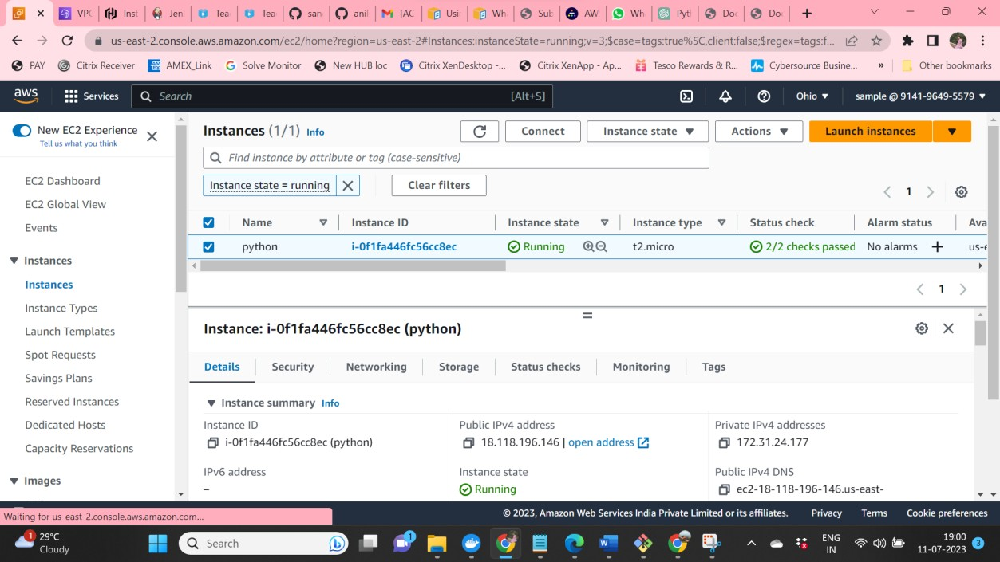 VPC
Inst
Jenl
Tea
Tea
san
anil
M [AC
Usin
Wh
Sub
AW
Wh
Pytl
Doc
Doc
us-east-2.console.aws.amazon.com/ec2/home?region=us-east-2#Instances:instanceState=running;v=3;$case=tags:true%5C,client:false;$regex=tags:f...
PAY
Citrix Receiver
AMEX_Link
Solve Monitor
New HUB loc
Citrix XenDesktop -...
Citrix XenApp - Ap...
Tesco Rewards & R...
Cybersource Busine...
»
Other bookmarks
aws
Services
Search
[Alt+S]
Ohio ▼
sample @ 9141-9649-5579 ▼
New EC2 Experience
Tell us what you think
EC2 Dashboard
EC2 Global View
Events
Instances
Instances
Instance Types
Launch Templates
Spot Requests
Savings Plans
Reserved Instances
Dedicated Hosts
Capacity Reservations
Images
Instances (1/1) Info
Connect
Instance state ▼
Actions ▼
Launch instances
Find instance by attribute or tag (case-sensitive)
Instance state = running
Clear filters
1
Name
Instance ID
Instance state
Instance type
Status check
Alarm status
Ava
python
i-0f1fa446fc56cc8ec
Running
t2.micro
2/2 checks passed
No alarms +
us-e
1
Instance: i-0f1fa446fc56cc8ec (python)
Details
Security
Networking
Storage
Status checks
Monitoring
Tags
Instance summary Info
Instance ID
i-0f1fa446fc56cc8ec (python)
Public IPv4 address
18.118.196.146 | open address
Private IPv4 addresses
172.31.24.177
IPv6 address
–
Instance state
Running
Public IPv4 DNS
ec2-18-118-196-146.us-east-
Waiting for us-east-2.console.aws.amazon.com...
© 2023, Amazon Web Services India Private Limited or its affiliates.
Privacy
Terms
Cookie preferences
1
29°C
Cloudy
Search
1
ENG
IN
19:00
11-07-2023
3